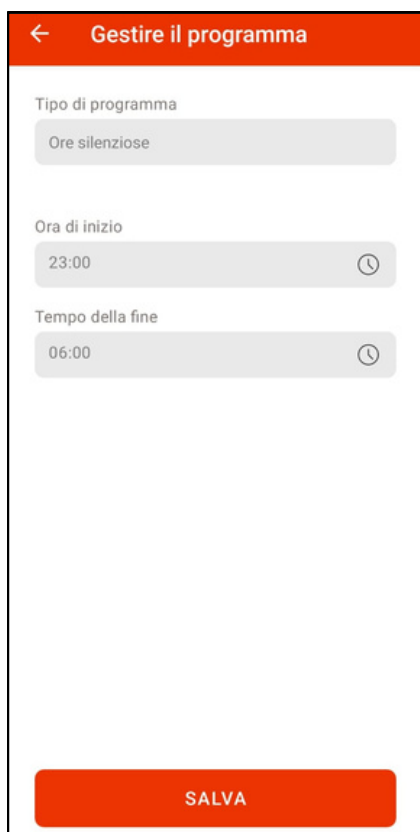 Gestire il programma
Tipo di programma
Ore silenziose
Ora di inizio
23:00
Tempo della fine
06:00
SALVA